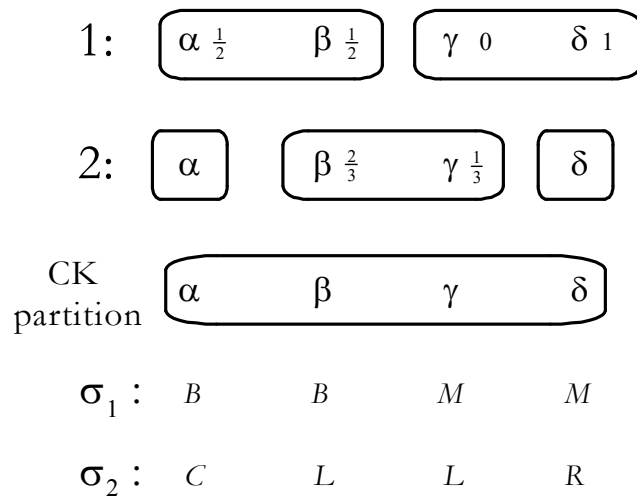 1: α 1/2 β 1/2 γ 0 δ 1
2: α β 2/3 γ 1/3 δ
CK
partition α β γ δ
σ₁ : B B M M
σ₂ : C L L R